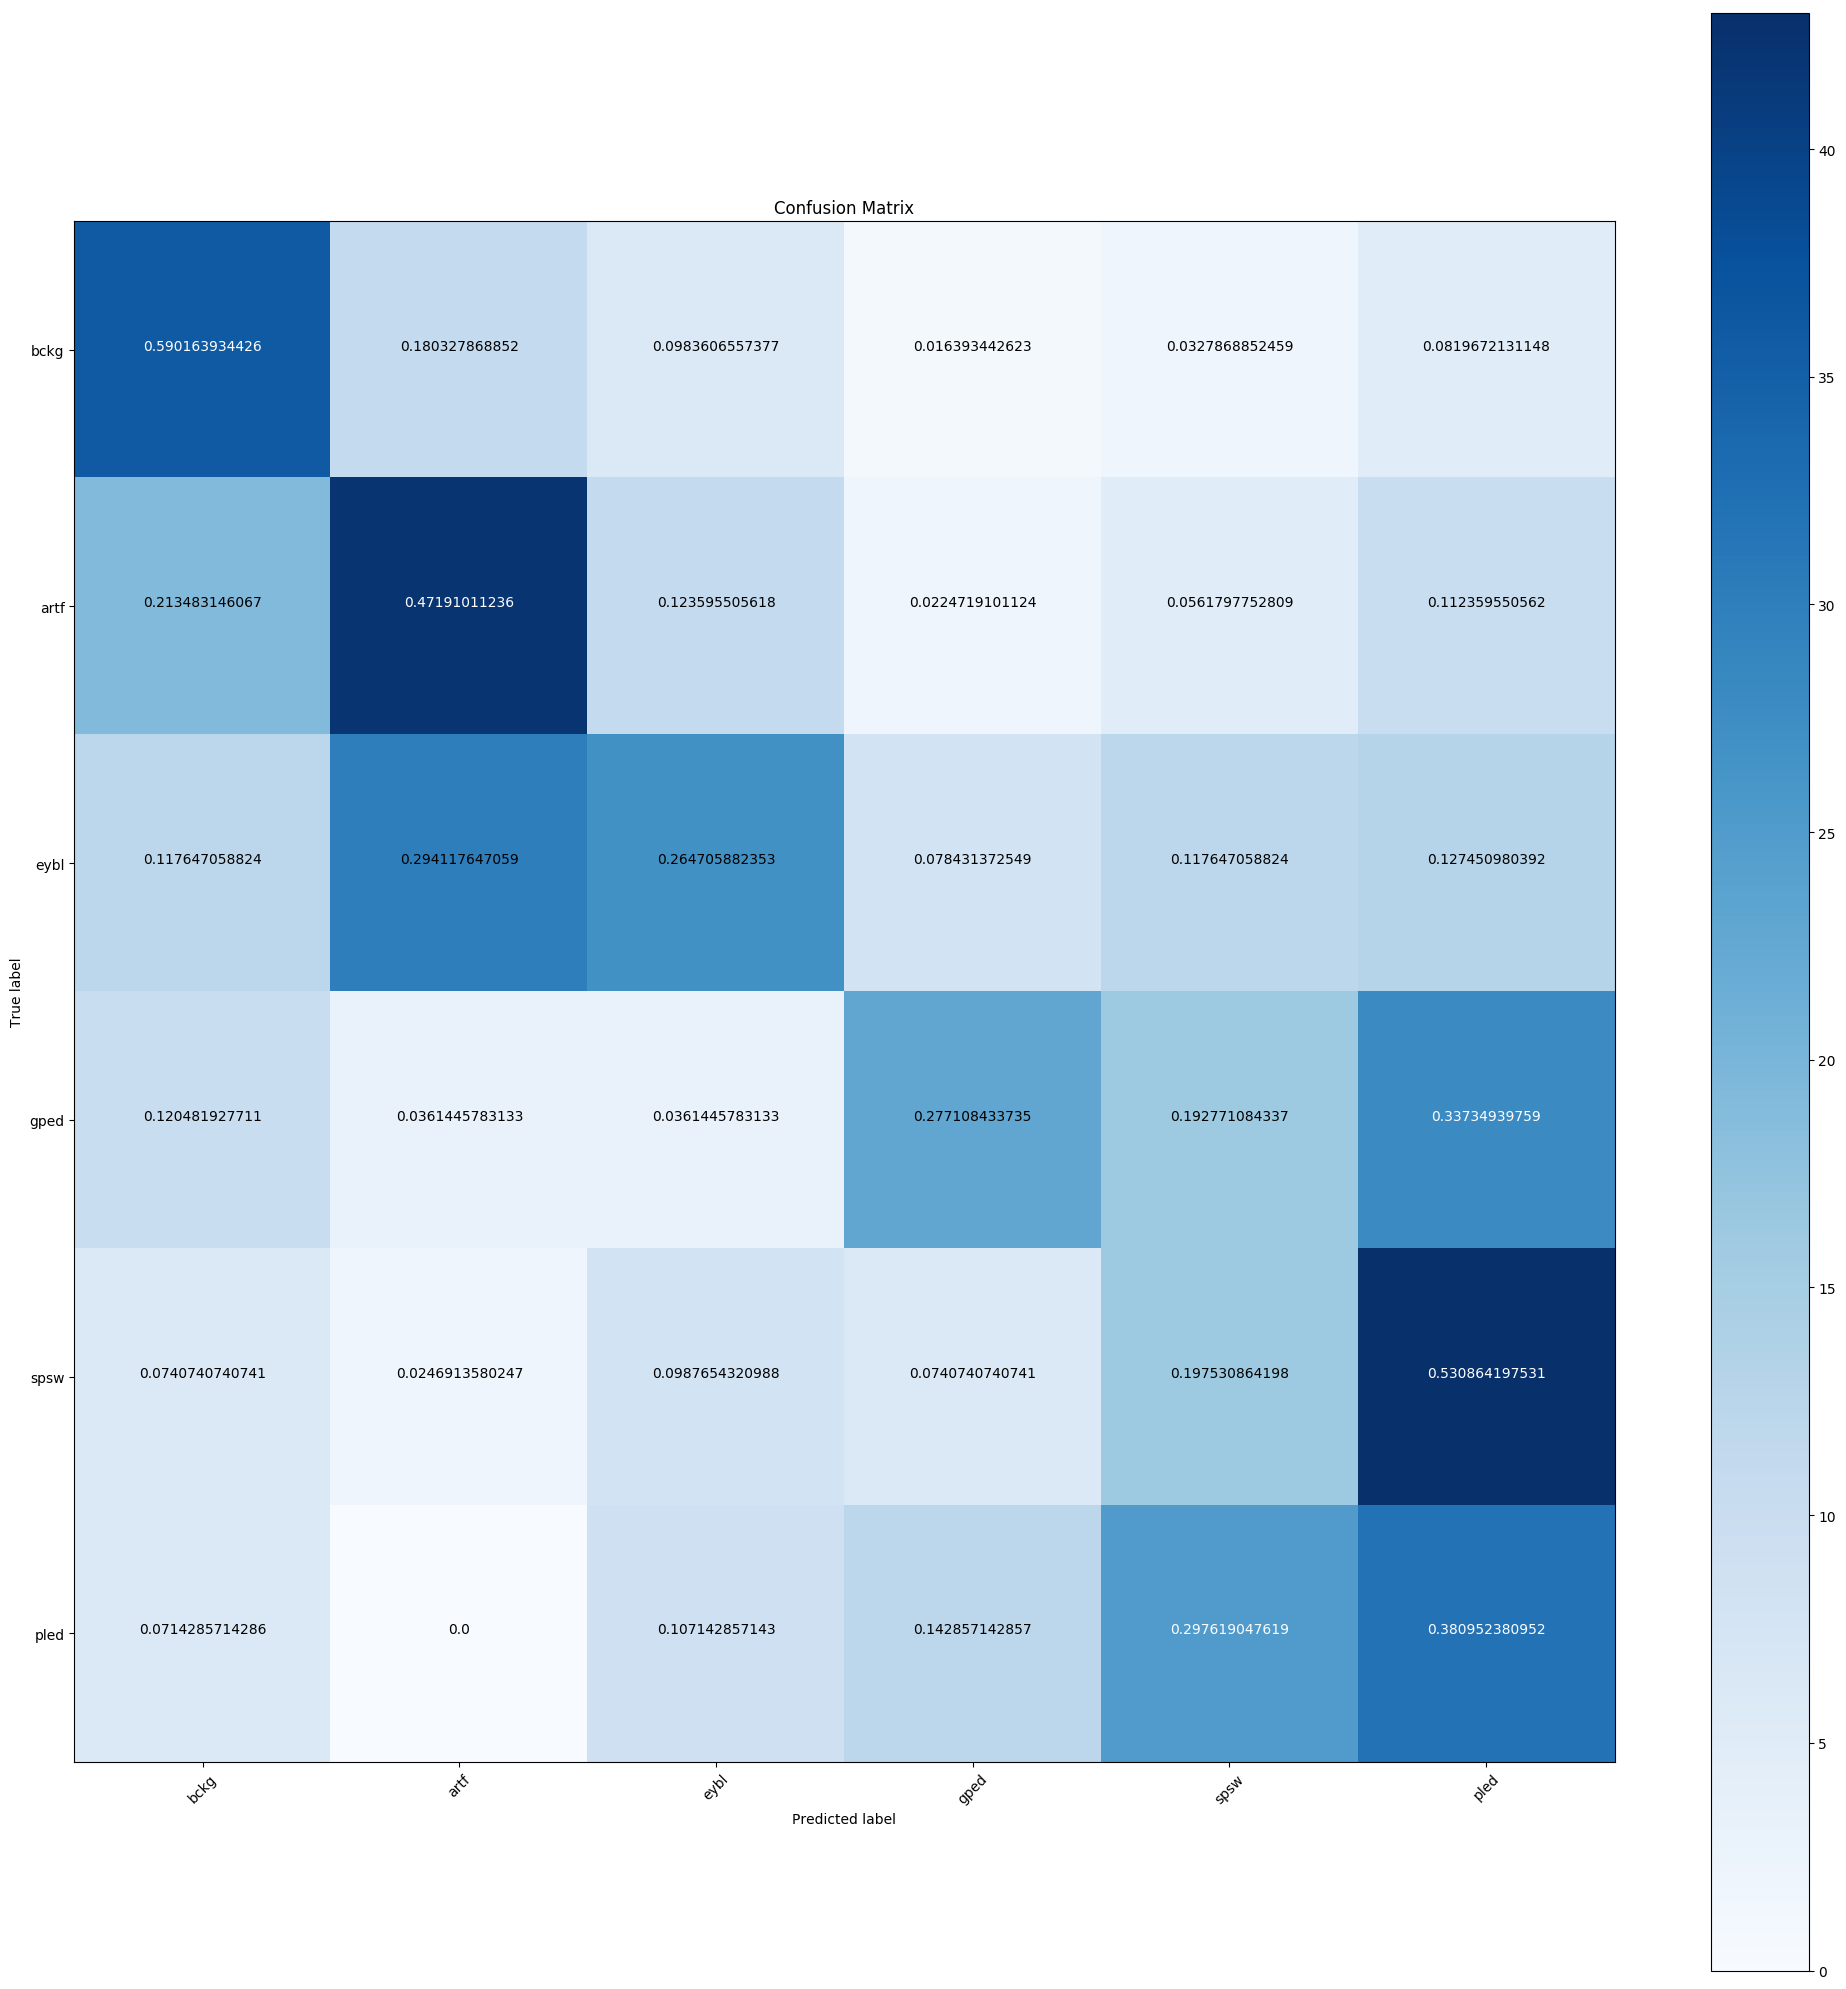 Confusion Matrix
bckg 0.590163934426 0.180327868852 0.0983606557377 0.016393442623 0.0327868852459 0.0819672131148
artf 0.213483146067 0.47191011236 0.123595505618 0.0224719101124 0.0561797752809 0.112359550562
eybl 0.117647058824 0.294117647059 0.264705882353 0.078431372549 0.117647058824 0.127450980392
gped 0.120481927711 0.0361445783133 0.0361445783133 0.277108433735 0.192771084337 0.33734939759
spsw 0.0740740740741 0.0246913580247 0.0987654320988 0.0740740740741 0.197530864198 0.530864197531
pled 0.0714285714286 0.0 0.107142857143 0.142857142857 0.297619047619 0.380952380952
True label
bckg artf eybl gped spsw pled
Predicted label
40
35
30
25
20
15
10
5
0